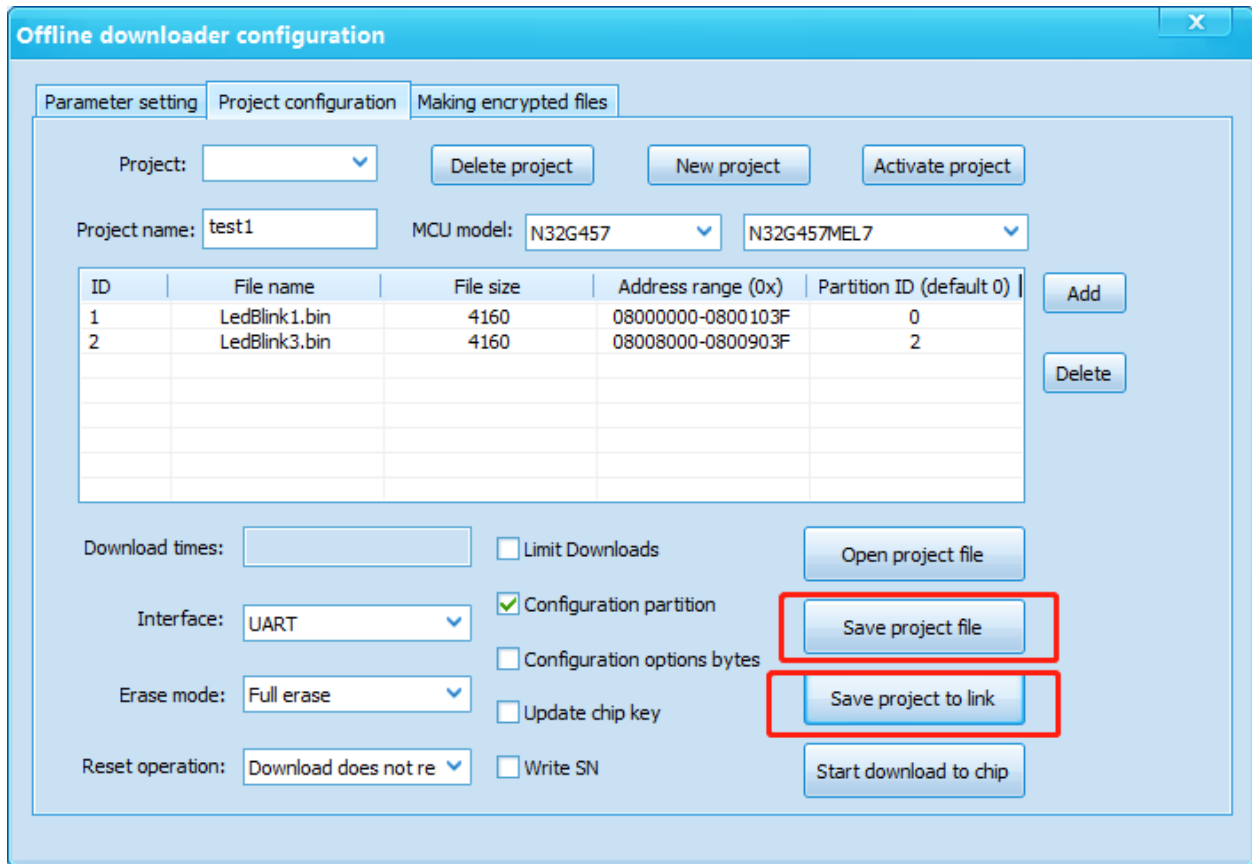 Offline downloader configuration
X
Parameter setting Project configuration Making encrypted files
Project: Delete project New project Activate project
Project name: test1 MCU model: N32G457 N32G457MEL7
ID File name File size Address range (0x) Partition ID (default 0) Add
1 LedBlink1.bin 4160 08000000-0800103F 0
2 LedBlink3.bin 4160 08008000-0800903F 2
Delete
Download times: Limit Downloads Open project file
Interface: UART Configuration partition Save project file
Configuration options bytes
Erase mode: Full erase Update chip key Save project to link
Reset operation: Download does not re Write SN Start download to chip